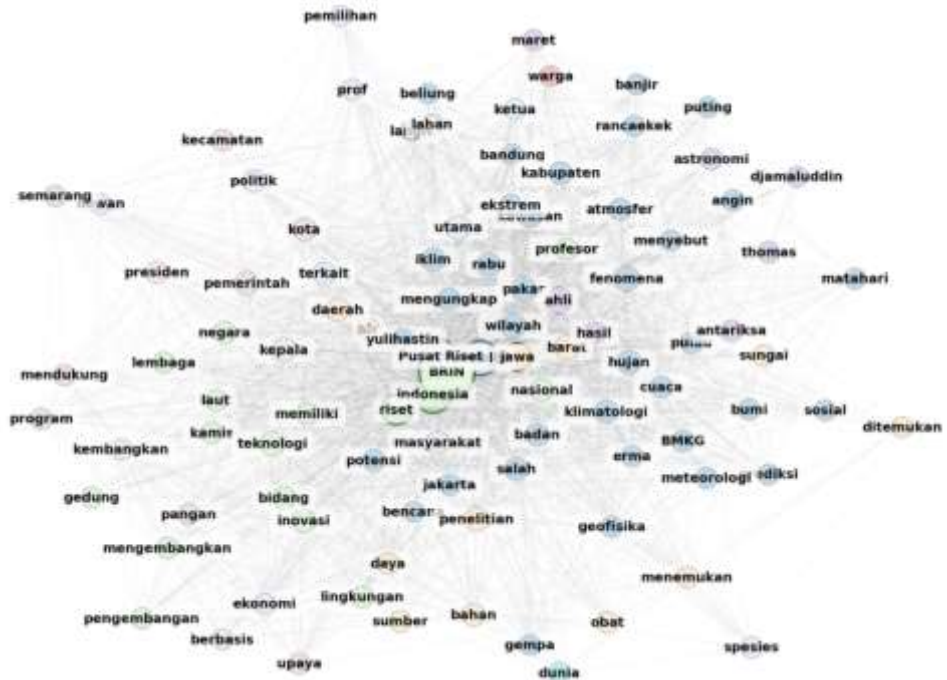 pemilihan
maret
warga
prof
beliung
banjir
ketua
puting
lahan
rancaekek
kecamatan
bandung
astronomi
kabupaten
djamaluddin
politik
semarang
angin
ekstrem
atmosfer
utama
kota
menyebut
profesor
thomas
iklim
rabu
presiden
terkait
pemerintah
fenomena
matahari
pakar
mengungkap
ahli
daerah
wilayah
negara
hasil
antariksa
yulihastin
kepala
barat
Pusat Riset
jawa
sungai
lembaga
hujan
BRIN
mendukung
cuaca
nasional
indonesia
laut
riset
memiliki
klimatologi
bumi
sosial
program
ditemukan
kamis
badan
teknologi
masyarakat
BMKG
kembangkan
erma
potensi
salah
meteorologi
jakarta
gedung
bidang
pangan
penelitian
inovasi
geofisika
mengembangkan
daya
menemukan
lingkungan
ekonomi
bahan
pengembangan
sumber
obat
berbasis
gempa
spesies
upaya
dunia